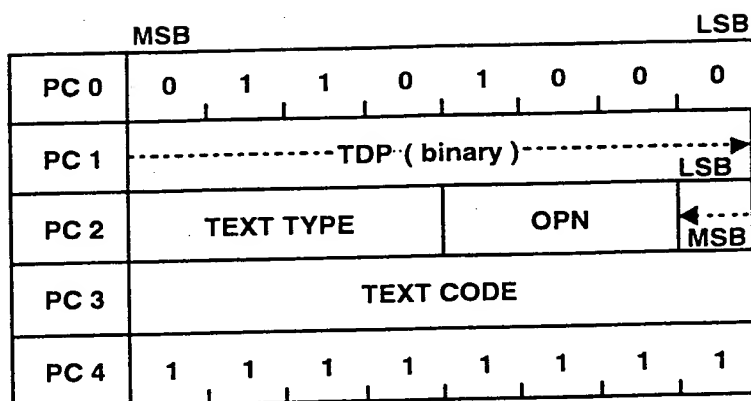 MSB LSB
PC 0 0 1 1 0 1 0 0 0
PC 1 TDP ( binary )
LSB
PC 2 TEXT TYPE OPN
MSB
PC 3 TEXT CODE
PC 4 1 1 1 1 1 1 1 1